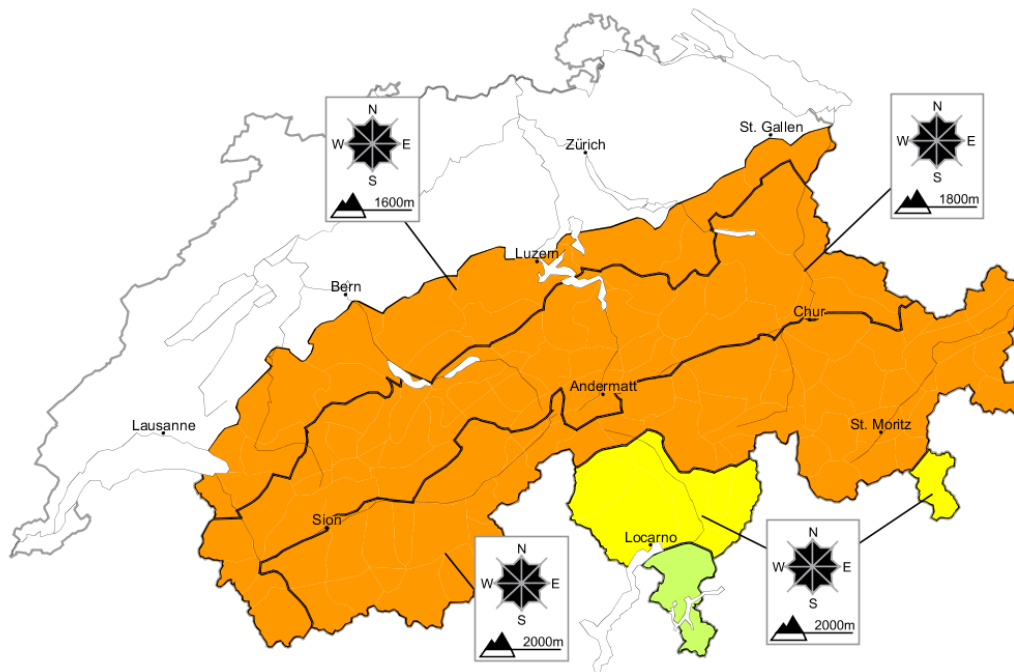 N
W E
S
1600m
St. Gallen
Zürich
N
W E
S
1800m
Luzern
Bern
Chur
Andermatt
Lausanne
St. Moritz
Sion
Locarno
N
W E
S
2000m
N
W E
S
2000m